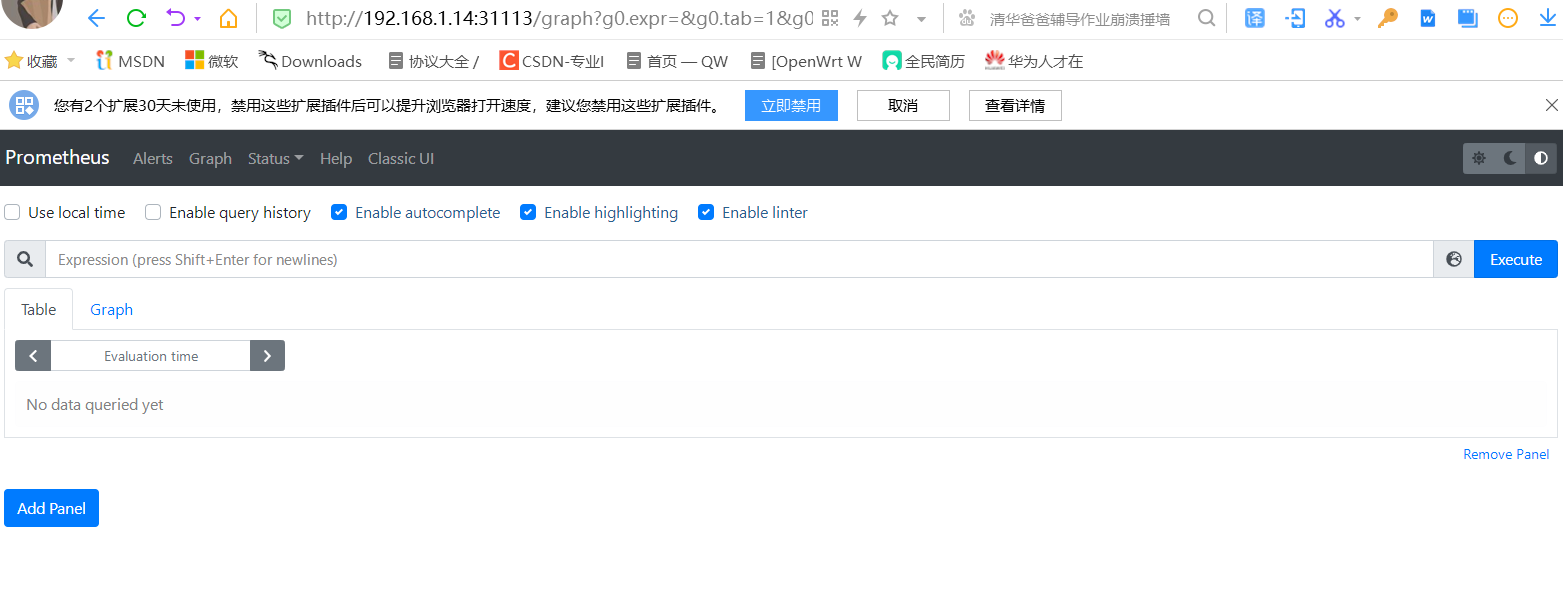 http://192.168.1.14:31113/graph?g0.expr=&g0.tab=1&g0 清华爸爸辅导作业崩溃捶墙 译
收藏 MSDN 微软 Downloads 协议大全 / CSDN-专业I 首页 — QW [OpenWrt W 全民简历 华为人才在
您有2个扩展30天未使用，禁用这些扩展插件后可以提升浏览器打开速度，建议您禁用这些扩展插件。 立即禁用 取消 查看详情
Prometheus Alerts Graph Status Help Classic UI
Use local time Enable query history Enable autocomplete Enable highlighting Enable linter
Expression (press Shift+Enter for newlines) Execute
Table Graph
Evaluation time
No data queried yet
Remove Panel
Add Panel